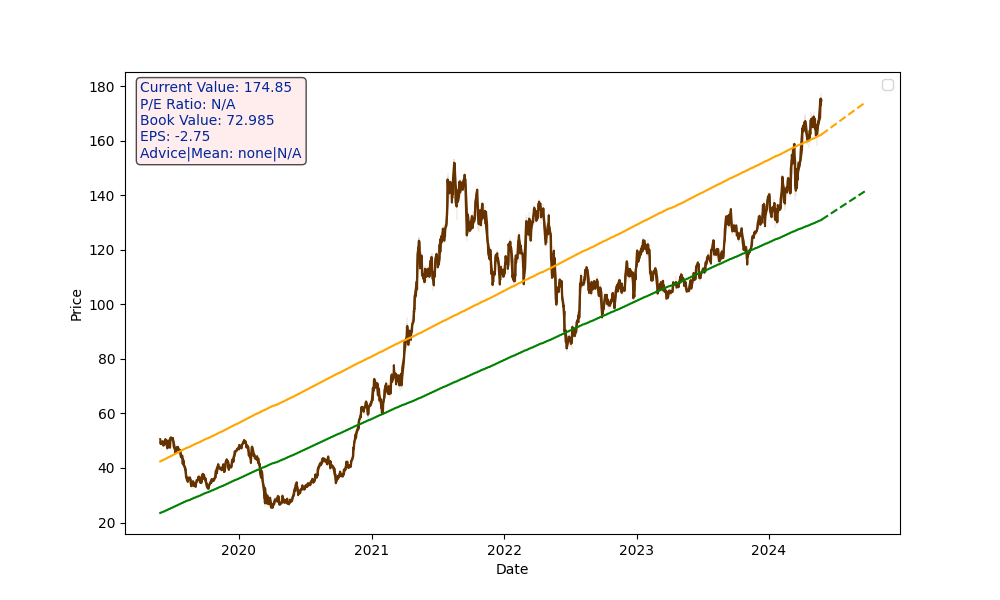 Current Value: 174.85
P/E Ratio: N/A
Book Value: 72.985
EPS: -2.75
Advice|Mean: none|N/A
180
160
140
120
100
80
60
40
20
Price
2020
2021
2022
2023
2024
Date